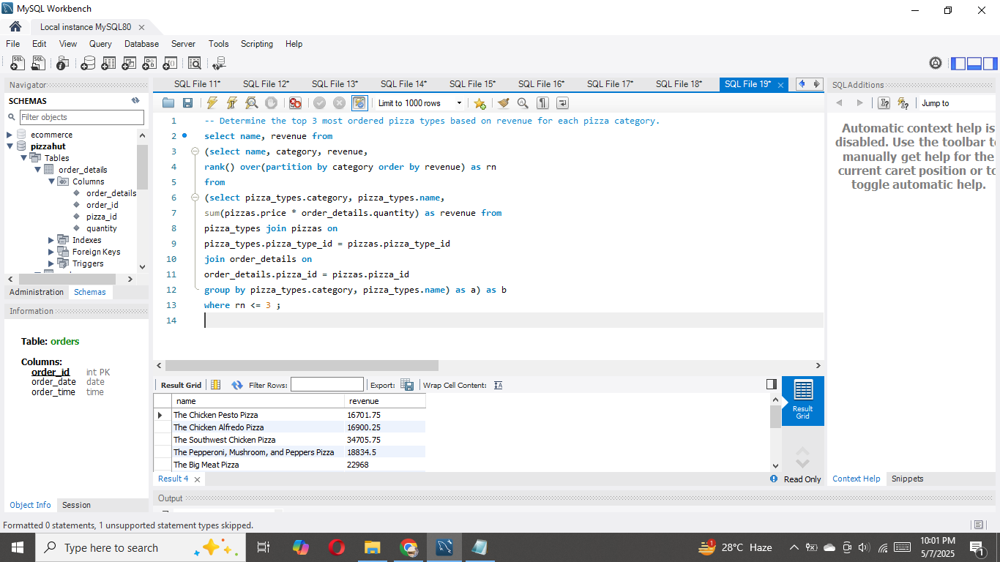 MySQL Workbench
Local instance MySQL80
File Edit View Query Database Server Tools Scripting Help
Navigator
SCHEMAS
Filter objects
ecommerce
pizzahut
Tables
order_details
Columns
order_details
order_id
pizza_id
quantity
Indexes
Foreign Keys
Triggers
Administration Schemas
Information
Table: orders
Columns:
order_id int PK
order_date date
order_time time
Object Info Session
SQL File 11* SQL File 12* SQL File 13* SQL File 14* SQL File 15* SQL File 16* SQL File 17* SQL File 18* SQL File 19*
Limit to 1000 rows
1 -- Determine the top 3 most ordered pizza types based on revenue for each pizza category.
2 select name, revenue from
3 (select name, category, revenue,
4 rank() over(partition by category order by revenue) as rn
5 from
6 (select pizza_types.category, pizza_types.name,
7 sum(pizzas.price * order_details.quantity) as revenue from
8 pizza_types join pizzas on
9 pizza_types.pizza_type_id = pizzas.pizza_type_id
10 join order_details on
11 order_details.pizza_id = pizzas.pizza_id
12 group by pizza_types.category, pizza_types.name) as a) as b
13 where rn <= 3 ;
14
Result Grid Filter Rows: Export: Wrap Cell Content:
name revenue
The Chicken Pesto Pizza 16701.75
The Chicken Alfredo Pizza 16900.25
The Southwest Chicken Pizza 34705.75
The Pepperoni, Mushroom, and Peppers Pizza 18834.5
The Big Meat Pizza 22968
Result Grid
Result 4
Read Only
Output
SQLAdditions
Jump to
Automatic context help is
disabled. Use the toolbar to
manually get help for the
current caret position or to
toggle automatic help.
Context Help Snippets
Formatted 0 statements, 1 unsupported statement types skipped.
Type here to search
28°C Haze
10:01 PM
5/7/2025